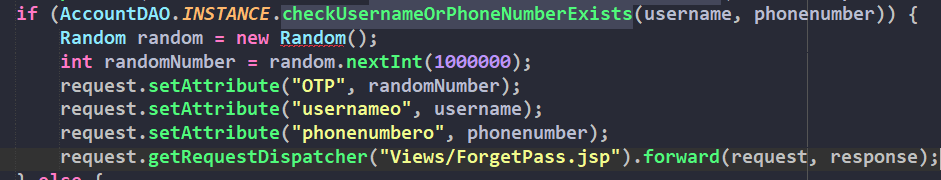 if (AccountDAO.INSTANCE.checkUsernameOrPhoneNumberExists(username, phonenumber)) {
Random random = new Random();
int randomNumber = random.nextInt(1000000);
request.setAttribute("OTP", randomNumber);
request.setAttribute("usernameo", username);
request.setAttribute("phonenumbero", phonenumber);
request.getRequestDispatcher("Views/ForgetPass.jsp").forward(request, response);
} else {